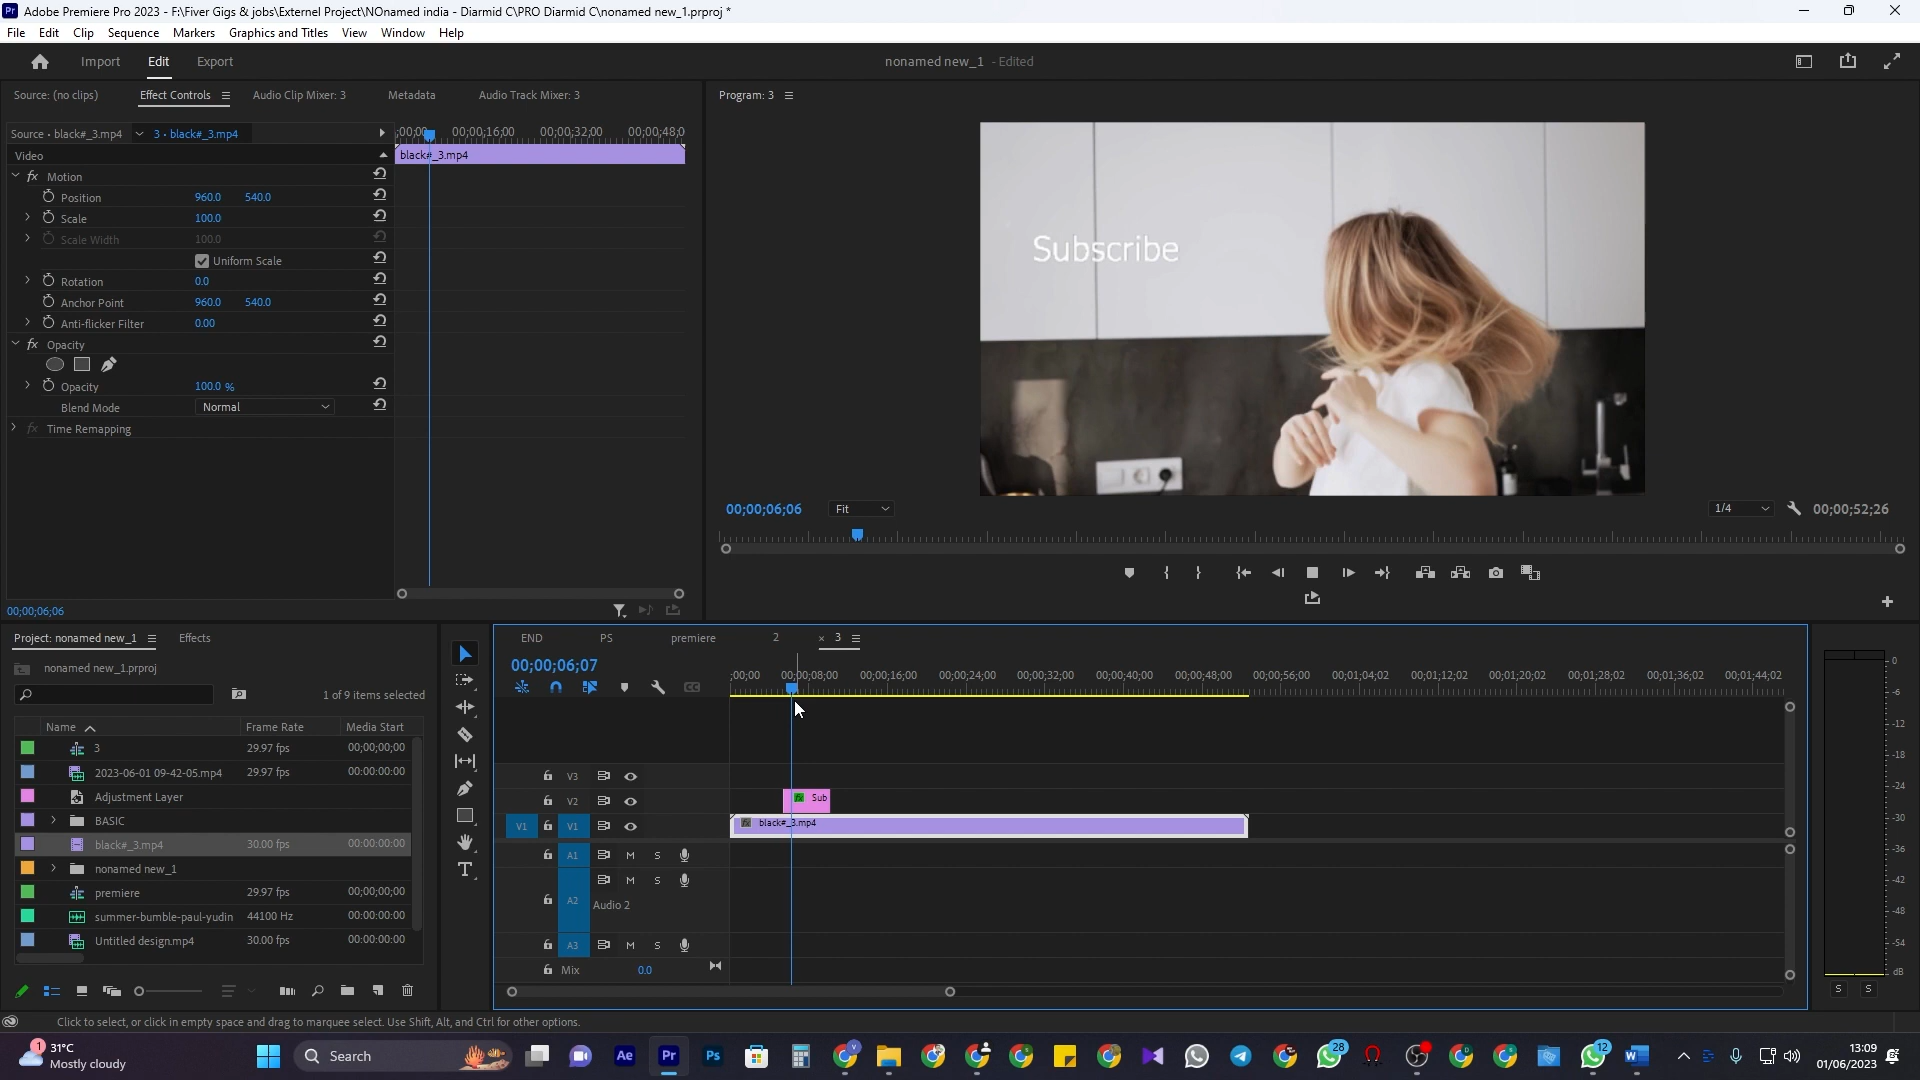 Adobe Premiere Pro 2023 - F:\Fiver Gigs & jobs\Externel Project\NOnamed india - Diarmid C\PRO Diarmid C\nonamed new_1.prproj *
File Edit Clip Sequence Markers Graphics and Titles View Window Help
Import Edit Export nonamed new_1 - Edited
Source: (no clips) Effect Controls Audio Clip Mixer: 3 Metadata Audio Track Mixer: 3 Program: 3
Source • black#_3.mp4 3 • black#_3.mp4 ;00;00 00;00;16;00 00;00;32;00 00;00;48;0
Video black#_3.mp4
fx Motion
Position 960.0 540.0
Scale 100.0
Scale Width 100.0
Uniform Scale
Rotation 0.0
Anchor Point 960.0 540.0
Anti-flicker Filter 0.00
fx Opacity
Opacity 100.0 %
Blend Mode Normal
fx Time Remapping
Subscribe
00;00;06;06 Fit 1/4 00;00;52;26
00;00;06;06
Project: nonamed new_1 Effects
nonamed new_1.prproj
1 of 9 items selected
Name Frame Rate Media Start
3 29.97 fps 00;00;00;00
2023-06-01 09-42-05.mp4 29.97 fps 00:00:00:00
Adjustment Layer
BASIC
black#_3.mp4 30.00 fps 00:00:00:00
nonamed new_1
premiere 29.97 fps 00;00;00;00
summer-bumble-paul-yudin 44100 Hz 00:00:00:00
Untitled design.mp4 30.00 fps 00:00:00:00
END PS premiere 2 × 3
00;00;06;07
;00;00 00;00;08;00 00;00;16;00 00;00;24;00 00;00;32;00 00;00;40;00 00;00;48;00 00;00;56;00 00;01;04;02 00;01;12;02 00;01;20;02 00;01;28;02 00;01;36;02 00;01;44;02
V3
V2 fx Sub
V1 V1 fx black#_3.mp4
A1 M S
M S
A2 Audio 2
A3 M S
Mix 0.0
0
-6
-12
-18
-24
-30
-36
-42
-48
-54
dB
S S
Click to select, or click in empty space and drag to marquee select. Use Shift, Alt, and Ctrl for other options.
1 31°C
Mostly cloudy
Search
Ae Pr Ps
28
12
13:09
01/06/2023